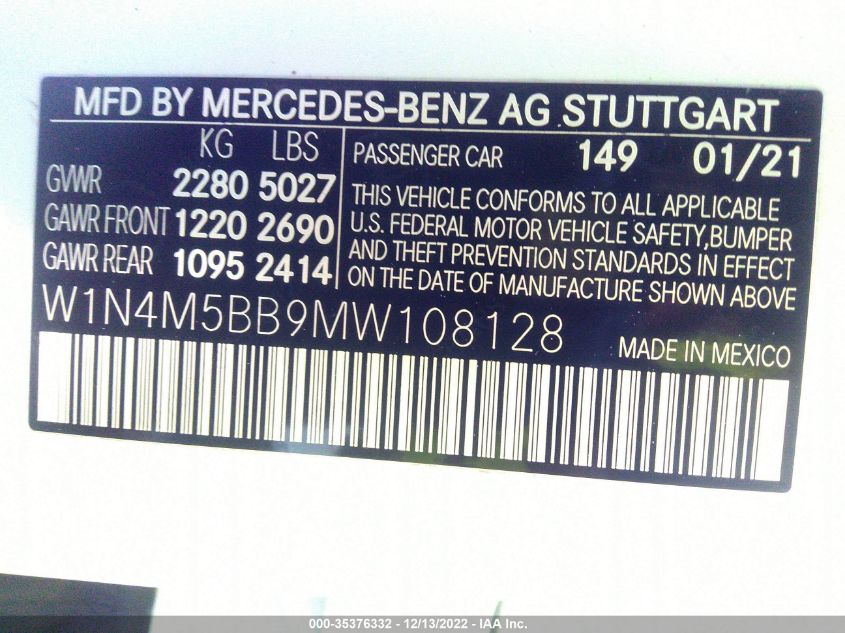 MFD BY MERCEDES-BENZ AG STUTTGART
KG LBS
GVWR 2280 5027
GAWR FRONT 1220 2690
GAWR REAR 1095 2414
PASSENGER CAR 149 01/21
THIS VEHICLE CONFORMS TO ALL APPLICABLE
U.S. FEDERAL MOTOR VEHICLE SAFETY,BUMPER
AND THEFT PREVENTION STANDARDS IN EFFECT
ON THE DATE OF MANUFACTURE SHOWN ABOVE
W1N4M5BB9MW108128
MADE IN MEXICO
000-35376332 - 12/13/2022 - IAA Inc.